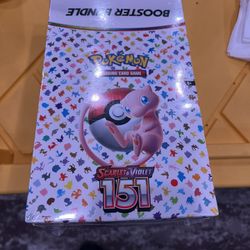 BOOSTER BUNDLE
POKÉMON
TRADING CARD GAME
SCARLET & VIOLET
151